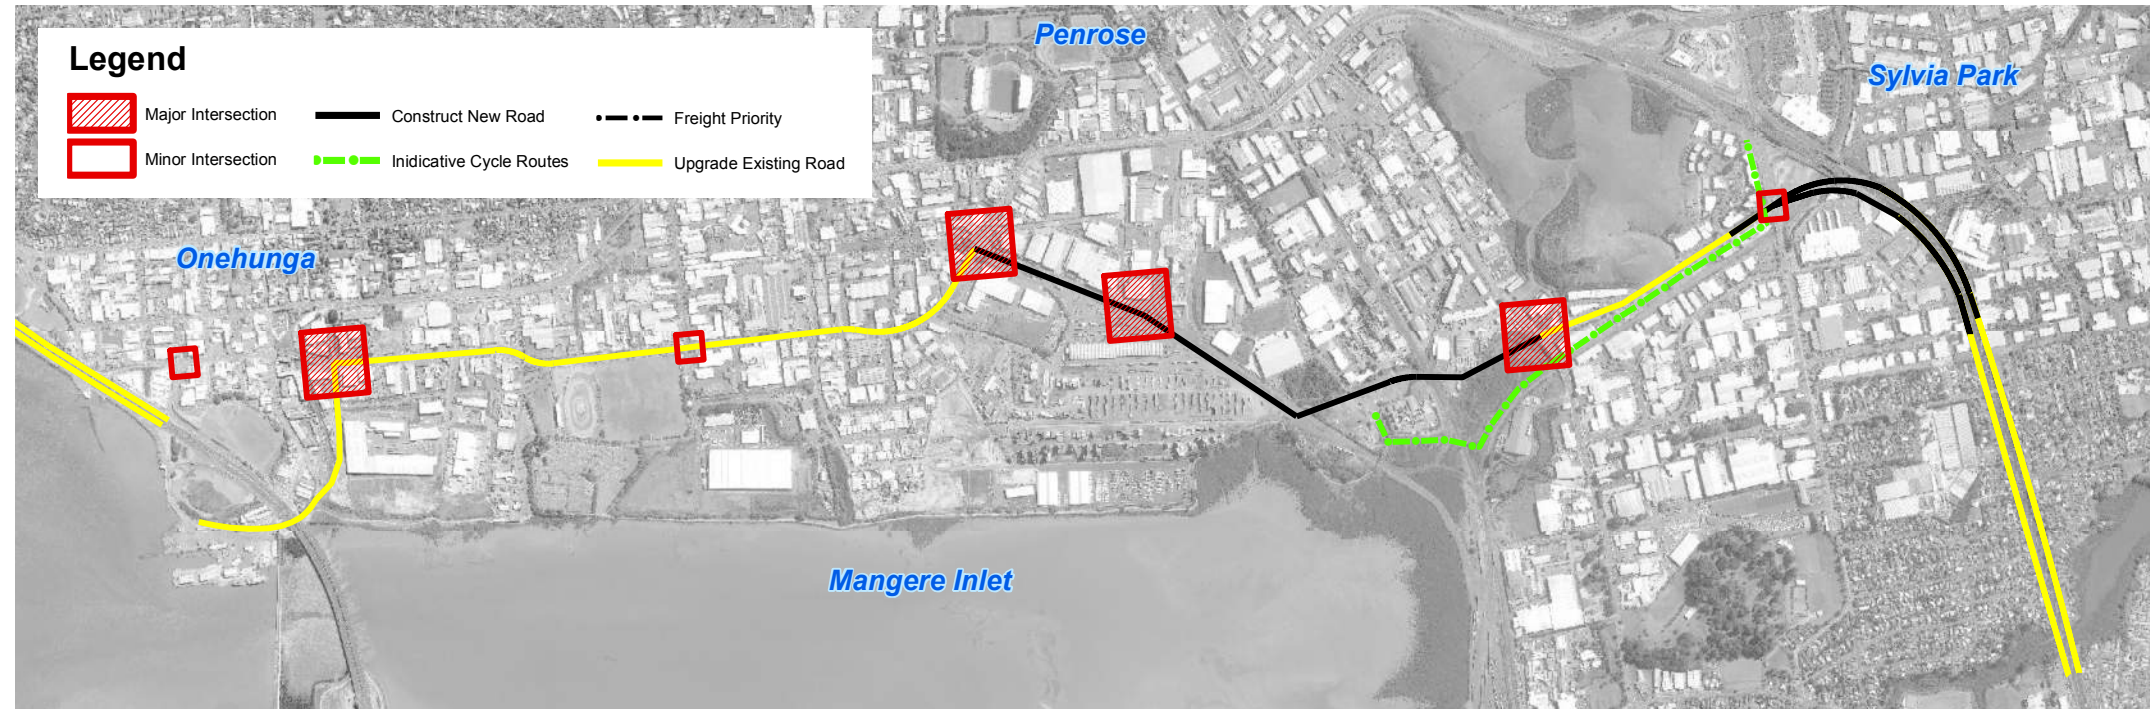 Penrose
Legend
Sylvia Park
Major Intersection
Construct New Road
Freight Priority
Minor Intersection
Inidicative Cycle Routes
Upgrade Existing Road
Onehunga
Mangere Inlet